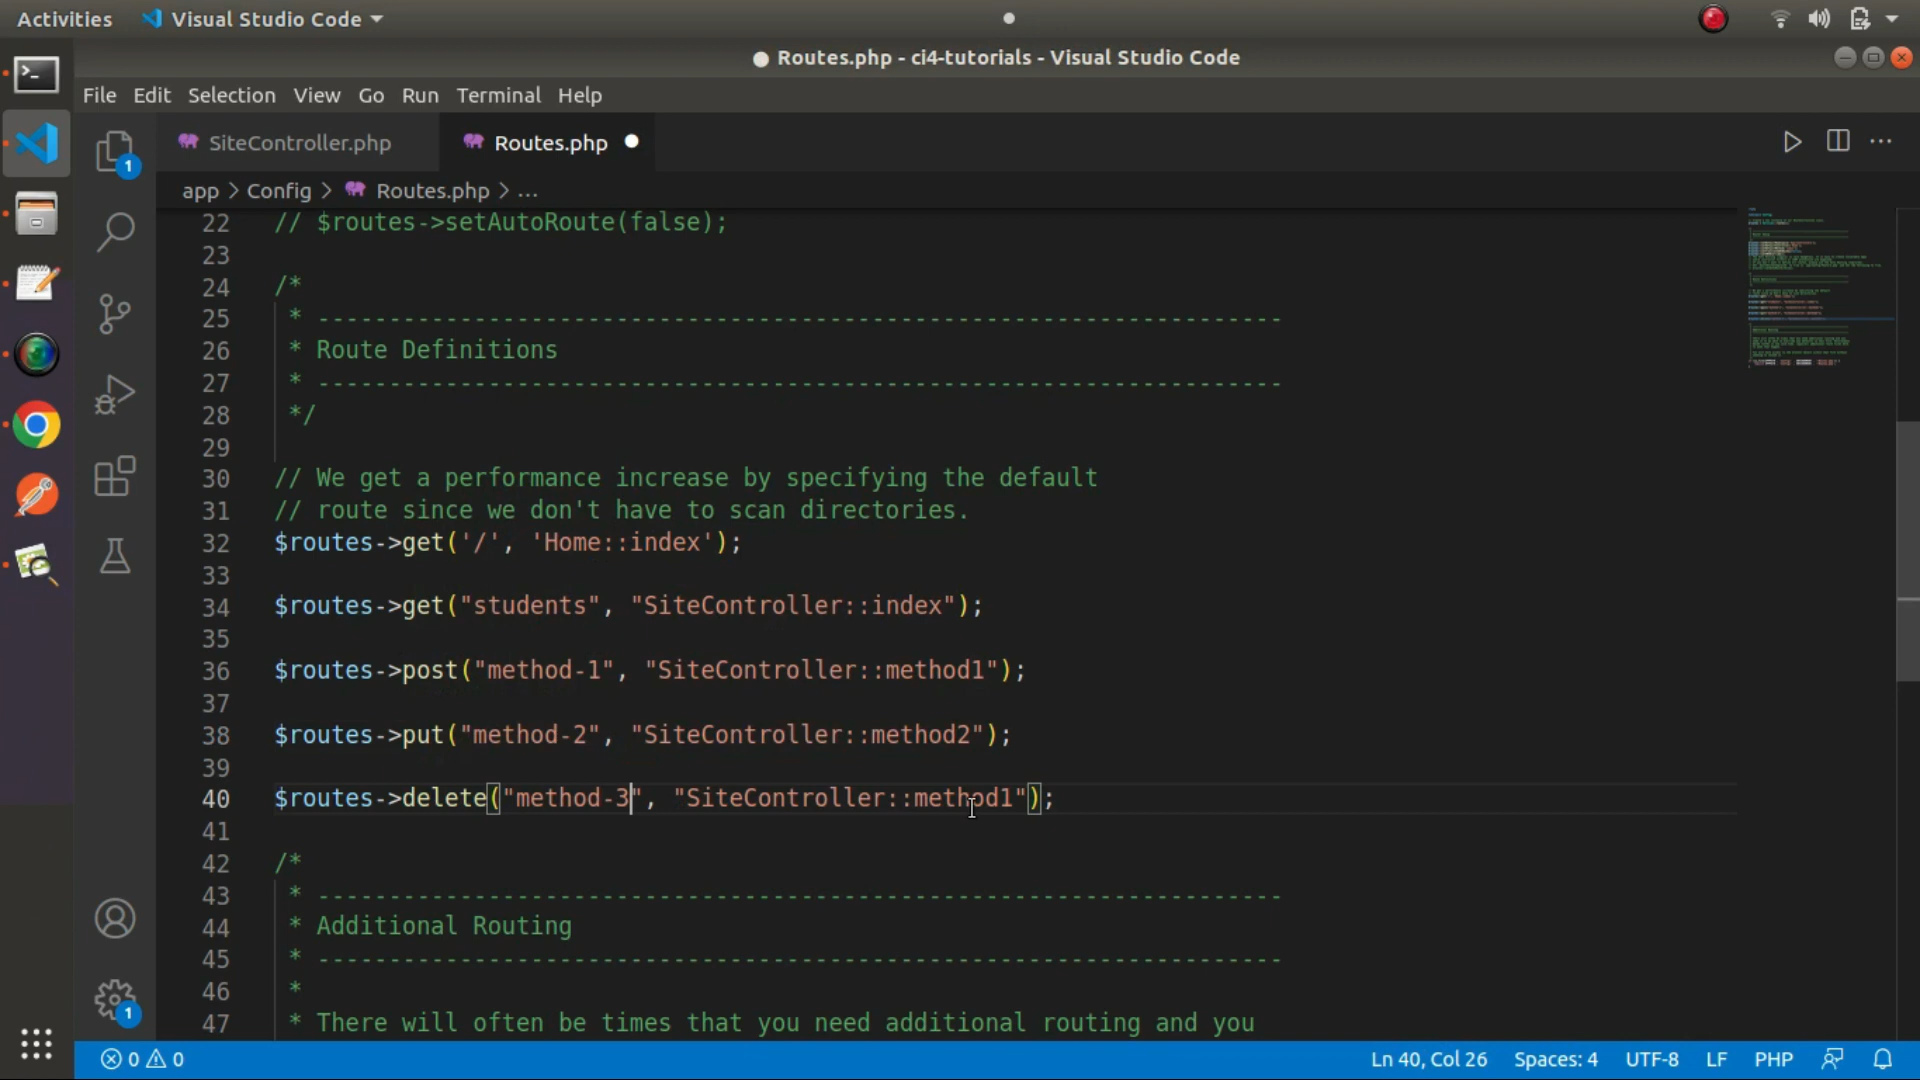 Activities Visual Studio Code
Routes.php - ci4-tutorials - Visual Studio Code
File Edit Selection View Go Run Terminal Help
SiteController.php Routes.php
app > Config > Routes.php > ...
22 // $routes->setAutoRoute(false);
23
24 /*
25 * --------------------------------------------------------------------
26 * Route Definitions
27 * --------------------------------------------------------------------
28 */
29
30 // We get a performance increase by specifying the default
31 // route since we don't have to scan directories.
32 $routes->get('/', 'Home::index');
33
34 $routes->get("students", "SiteController::index");
35
36 $routes->post("method-1", "SiteController::method1");
37
38 $routes->put("method-2", "SiteController::method2");
39
40 $routes->delete("method-3", "SiteController::method1");
41
42 /*
43 * --------------------------------------------------------------------
44 * Additional Routing
45 * --------------------------------------------------------------------
46 *
47 * There will often be times that you need additional routing and you
1
1
0 0 Ln 40, Col 26 Spaces: 4 UTF-8 LF PHP